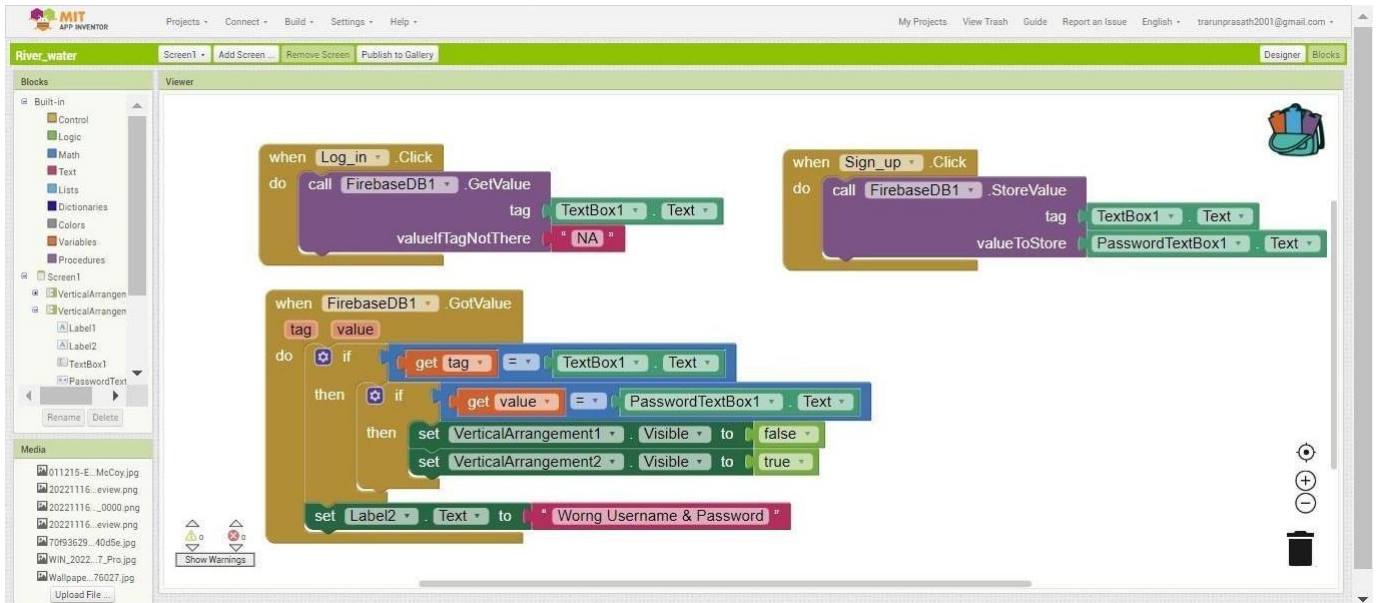 MIT
APP INVENTOR
Projects Connect Build Settings Help
My Projects View Trash Guide Report an Issue English trarunprasath2001@gmail.com
River_water
Screen1 Add Screen ... Remove Screen Publish to Gallery
Designer Blocks
Blocks
Viewer
Built-in
Control
Logic
Math
Text
Lists
Dictionaries
Colors
Variables
Procedures
Screen1
VerticalArrangen
VerticalArrangen
Label1
Label2
TextBox1
PasswordText
Rename Delete
Media
011215-E...McCoy.jpg
20221116...eview.png
20221116..._0000.png
20221116...eview.png
70f93629...40d5e.jpg
WIN_2022...7_Pro.jpg
Wallpape...76027.jpg
Upload File ...
when Log_in .Click
do call FirebaseDB1 .GetValue
tag TextBox1 . Text
valueIfTagNotThere " NA "
when Sign_up .Click
do call FirebaseDB1 .StoreValue
tag TextBox1 . Text
valueToStore PasswordTextBox1 . Text
when FirebaseDB1 .GotValue
tag value
do if get tag = TextBox1 . Text
then if get value = PasswordTextBox1 . Text
then set VerticalArrangement1 . Visible to false
set VerticalArrangement2 . Visible to true
set Label2 . Text to " Worng Username & Password "
0 0
Show Warnings